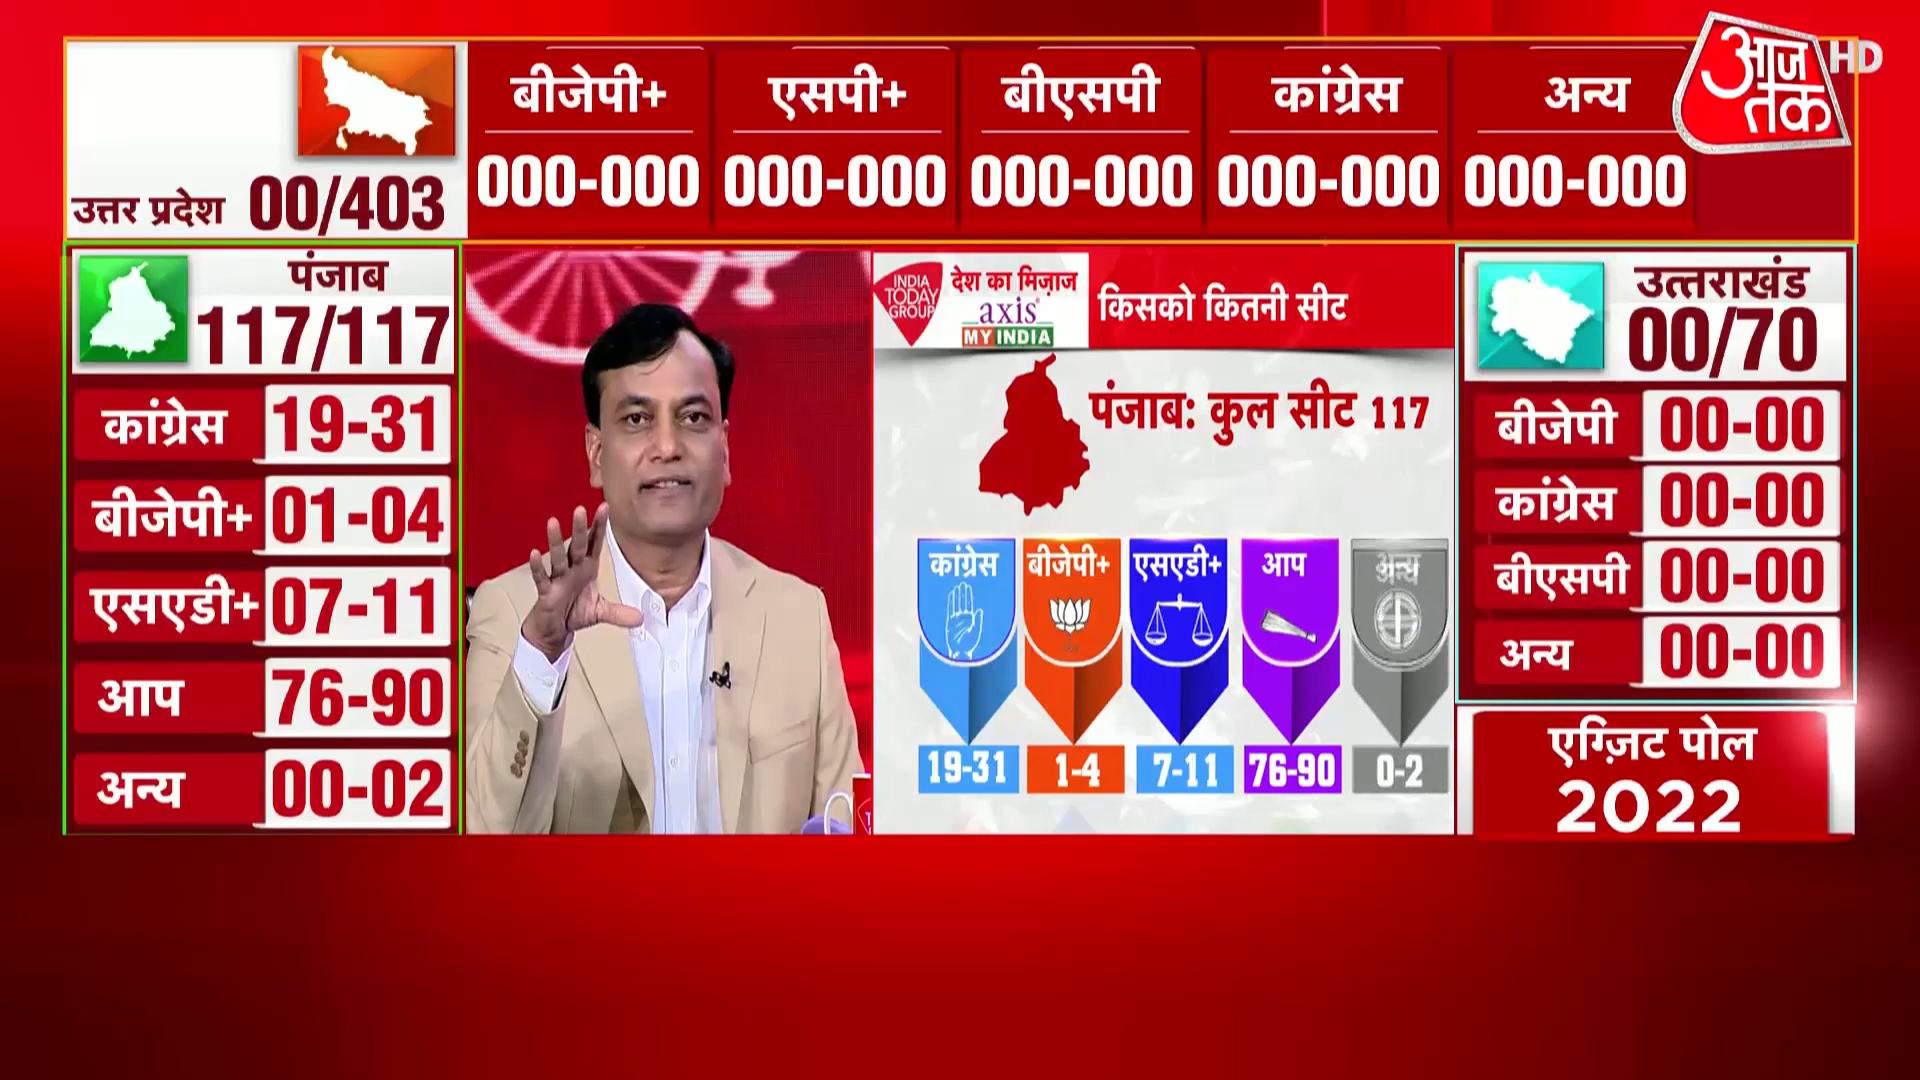 आज
तक
HD
उत्तर प्रदेश 00/403
बीजेपी+ एसपी+ बीएसपी कांग्रेस अन्य
000-000 000-000 000-000 000-000 000-000
पंजाब
117/117
कांग्रेस 19-31
बीजेपी+ 01-04
एसएडी+ 07-11
आप 76-90
अन्य 00-02
INDIA
TODAY
GROUP
देश का मिज़ाज
axis
MY INDIA
किसको कितनी सीट
पंजाब: कुल सीट 117
कांग्रेस बीजेपी+ एसएडी+ आप अन्य
19-31 1-4 7-11 76-90 0-2
उत्तराखंड
00/70
बीजेपी 00-00
कांग्रेस 00-00
बीएसपी 00-00
अन्य 00-00
एग्ज़िट पोल
2022